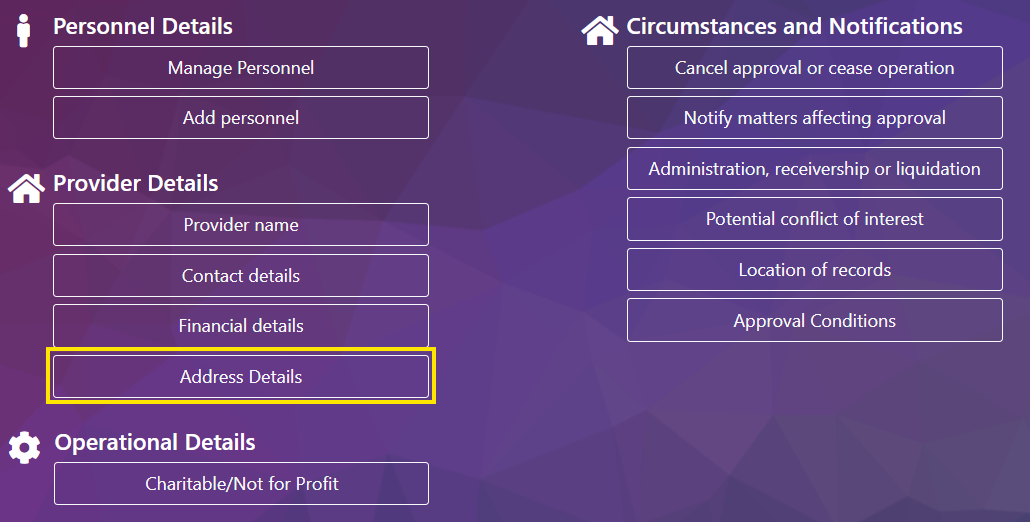 Personnel Details
Manage Personnel
Add personnel
Provider Details
Provider name
Contact details
Financial details
Address Details
Operational Details
Charitable/Not for Profit
Circumstances and Notifications
Cancel approval or cease operation
Notify matters affecting approval
Administration, receivership or liquidation
Potential conflict of interest
Location of records
Approval Conditions